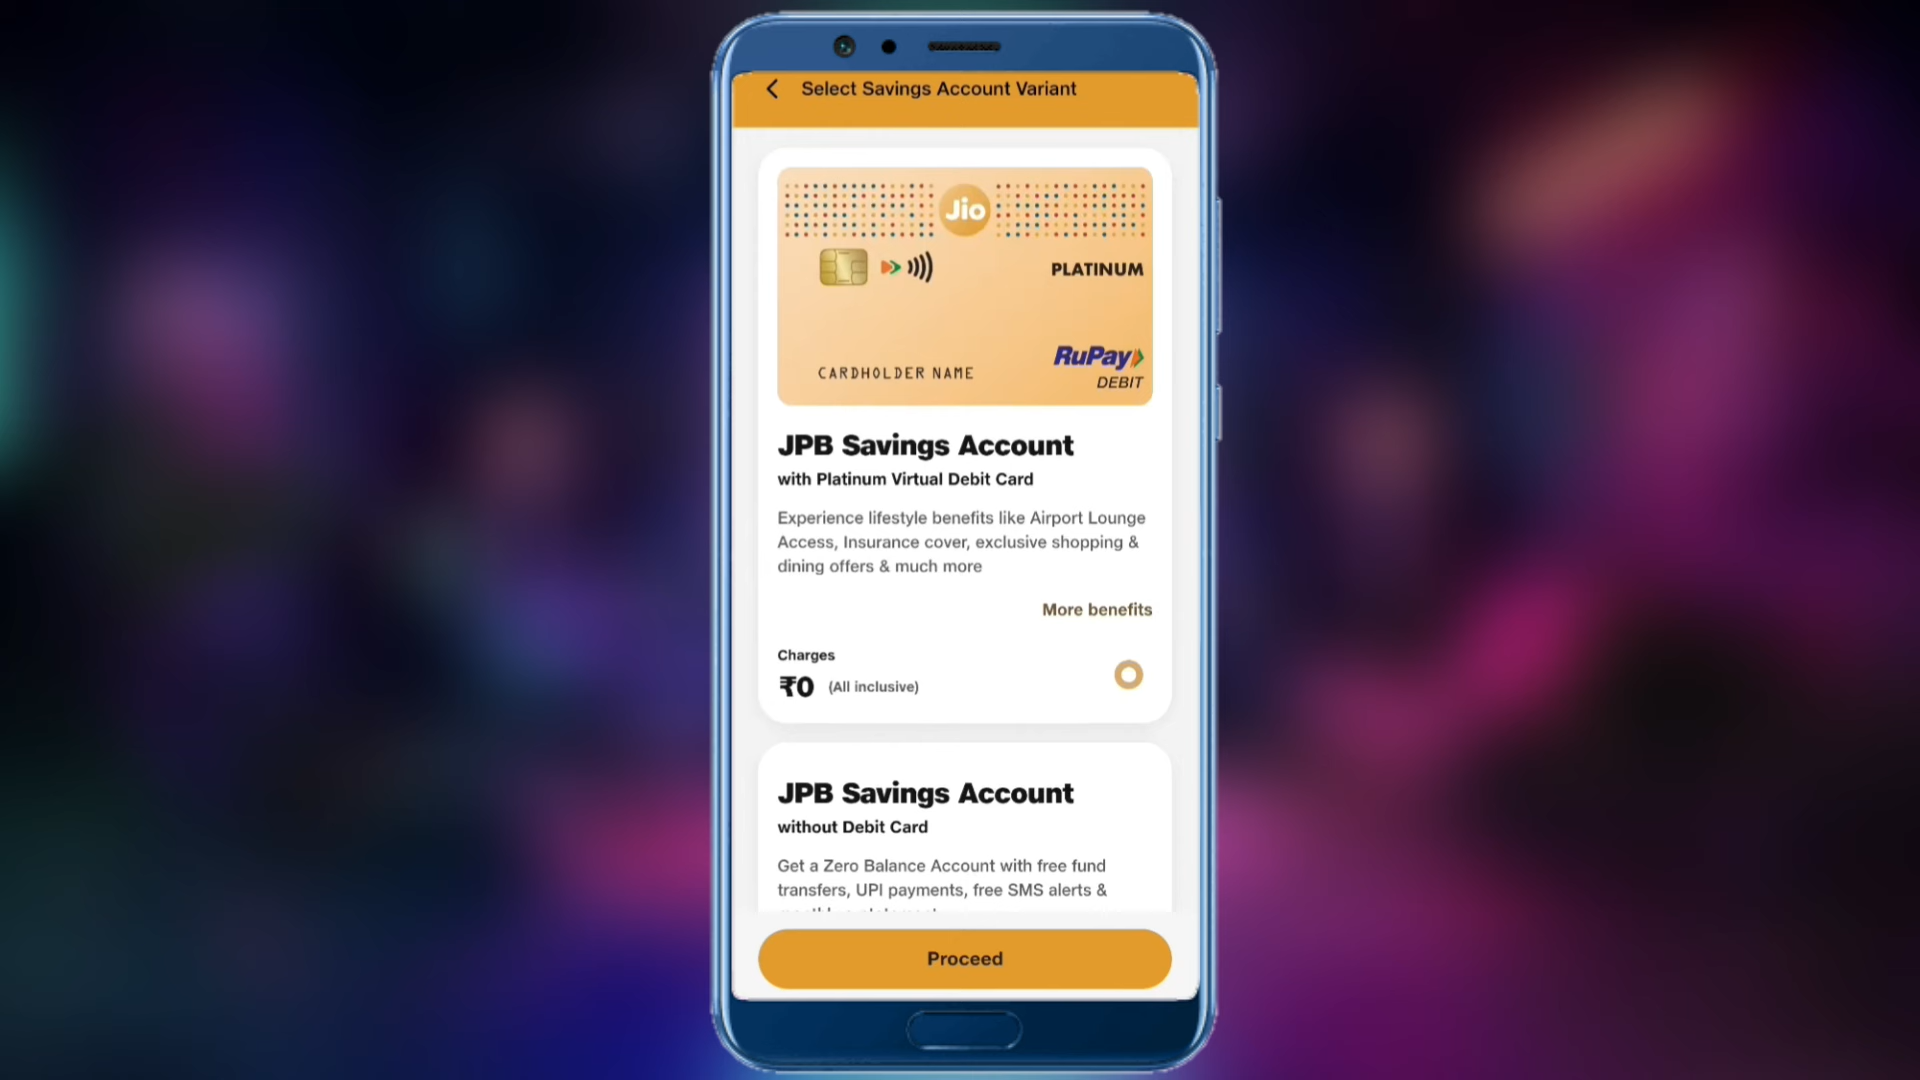 Select Savings Account Variant
Jio
PLATINUM
RuPay
CARDHOLDER NAME
DEBIT
JPB Savings Account
with Platinum Virtual Debit Card
Experience lifestyle benefits like Airport Lounge
Access, Insurance cover, exclusive shopping &
dining offers & much more
More benefits
Charges
₹0 (All inclusive)
JPB Savings Account
without Debit Card
Get a Zero Balance Account with free fund
transfers, UPI payments, free SMS alerts &
Proceed